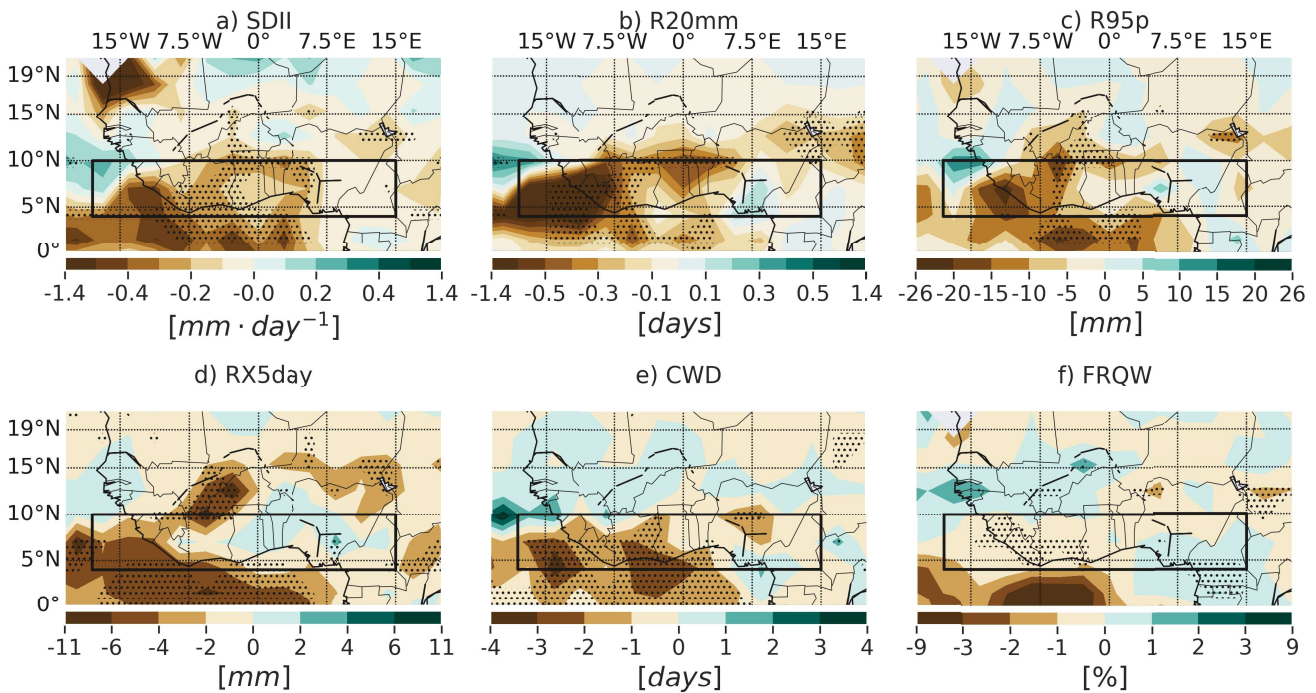 a) SDII
b) R20mm
c) R95p
15°W 7.5°W 0° 7.5°E 15°E
15°W 7.5°W 0° 7.5°E 15°E
15°W 7.5°W 0° 7.5°E 15°E
19°N
15°N
10°N
5°N
0°
-1.4 -0.4 -0.0 0.2 0.4 1.4
-1.4 -0.5 -0.3 -0.1 0.1 0.3 0.5 1.4
-26 -20 -15 -10 -5 0 5 10 15 20 26
[mm · day⁻¹]
[days]
[mm]
d) RX5day
e) CWD
f) FRQW
19°N
15°N
10°N
5°N
0°
-11 -6 -4 -2 0 2 4 6 11
-4 -3 -2 -1 0 1 2 3 4
-9 -3 -2 -1 0 1 2 3 9
[mm]
[days]
[%]